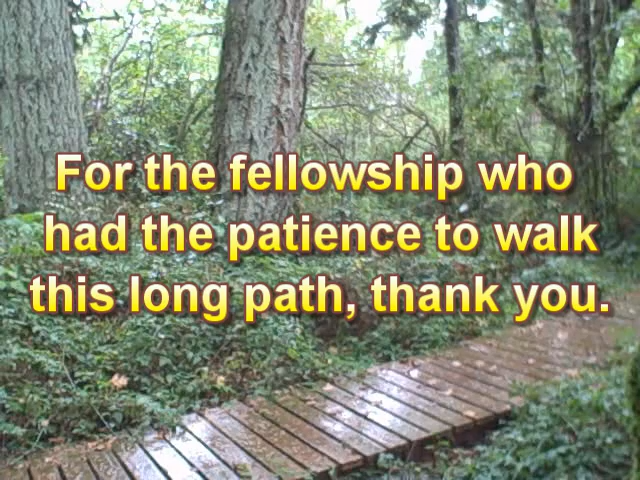 For the fellowship who
had the patience to walk
this long path, thank you.